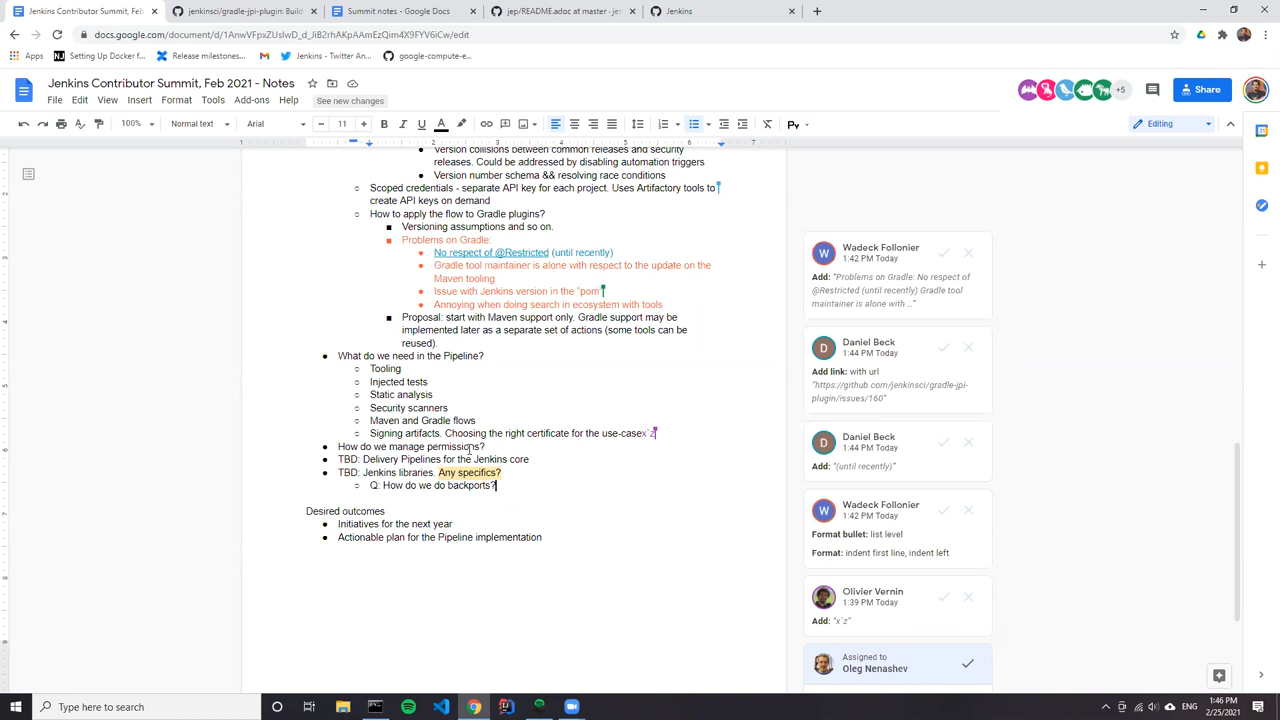 Jenkins Contributor Summit, Feb
jenkinsci/gradle-jpi-plugin: Buil
Summit notes - Google Docs
jep/README.adoc at master · jen
Jenkins
docs.google.com/document/d/1AnwVFpxZUslwD_d_JiB2rhAKpAAmEzQim4X9FYV6iCw/edit
Apps
Setting Up Docker f...
Release milestones...
Twitter
Jenkins - Twitter An...
google-compute-e...
Jenkins Contributor Summit, Feb 2021 - Notes
File Edit View Insert Format Tools Add-ons Help See new changes
+5
Share
100% Normal text Arial 11 Editing
1 1 2 3 4 5 6 7
version collisions between common releases and security
releases. Could be addressed by disabling automation triggers
Version number schema && resolving race conditions
Scoped credentials - separate API key for each project. Uses Artifactory tools to
create API keys on demand
How to apply the flow to Gradle plugins?
Versioning assumptions and so on.
Problems on Gradle:
No respect of @Restricted (until recently)
Gradle tool maintainer is alone with respect to the update on the
Maven tooling
Issue with Jenkins version in the "pom"
Annoying when doing search in ecosystem with tools
Proposal: start with Maven support only. Gradle support may be
implemented later as a separate set of actions (some tools can be
reused).
What do we need in the Pipeline?
Tooling
Injected tests
Static analysis
Security scanners
Maven and Gradle flows
Signing artifacts. Choosing the right certificate for the use-casex`z
How do we manage permissions?
TBD: Delivery Pipelines for the Jenkins core
TBD: Jenkins libraries. Any specifics?
Q: How do we do backports?
Desired outcomes
Initiatives for the next year
Actionable plan for the Pipeline implementation
W
Wadeck Follonier
1:42 PM Today
Add: "Problems on Gradle: No respect of
@Restricted (until recently) Gradle tool
maintainer is alone with ..."
D
Daniel Beck
1:44 PM Today
Add link: with url
"https://github.com/jenkinsci/gradle-jpi-
plugin/issues/160"
D
Daniel Beck
1:44 PM Today
Add: "(until recently)"
W
Wadeck Follonier
1:42 PM Today
Format bullet: list level
Format: indent first line, indent left
Olivier Vernin
1:39 PM Today
Add: "x`z"
Assigned to
Oleg Nenashev
Type here to search
ENG
1:46 PM
2/25/2021